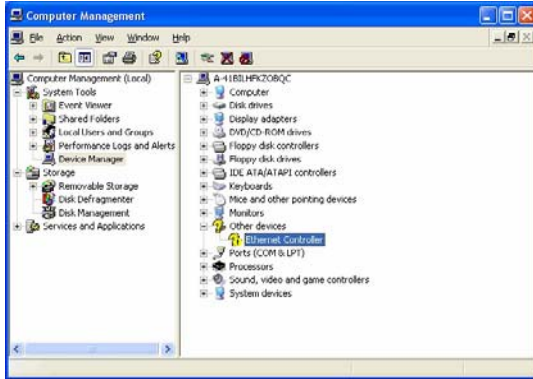 Computer Management
File Action View Window Help
Computer Management (Local)
System Tools
Event Viewer
Shared Folders
Local Users and Groups
Performance Logs and Alerts
Device Manager
Storage
Removable Storage
Disk Defragmenter
Disk Management
Services and Applications
Computer
Disk drives
Display adapters
DVD/CD-ROM drives
Floppy disk controllers
Floppy disk drives
IDE ATA/ATAPI controllers
Keyboards
Mice and other pointing devices
Monitors
Other devices
Ethernet Controller
Ports (COM & LPT)
Processors
Sound, video and game controllers
System devices